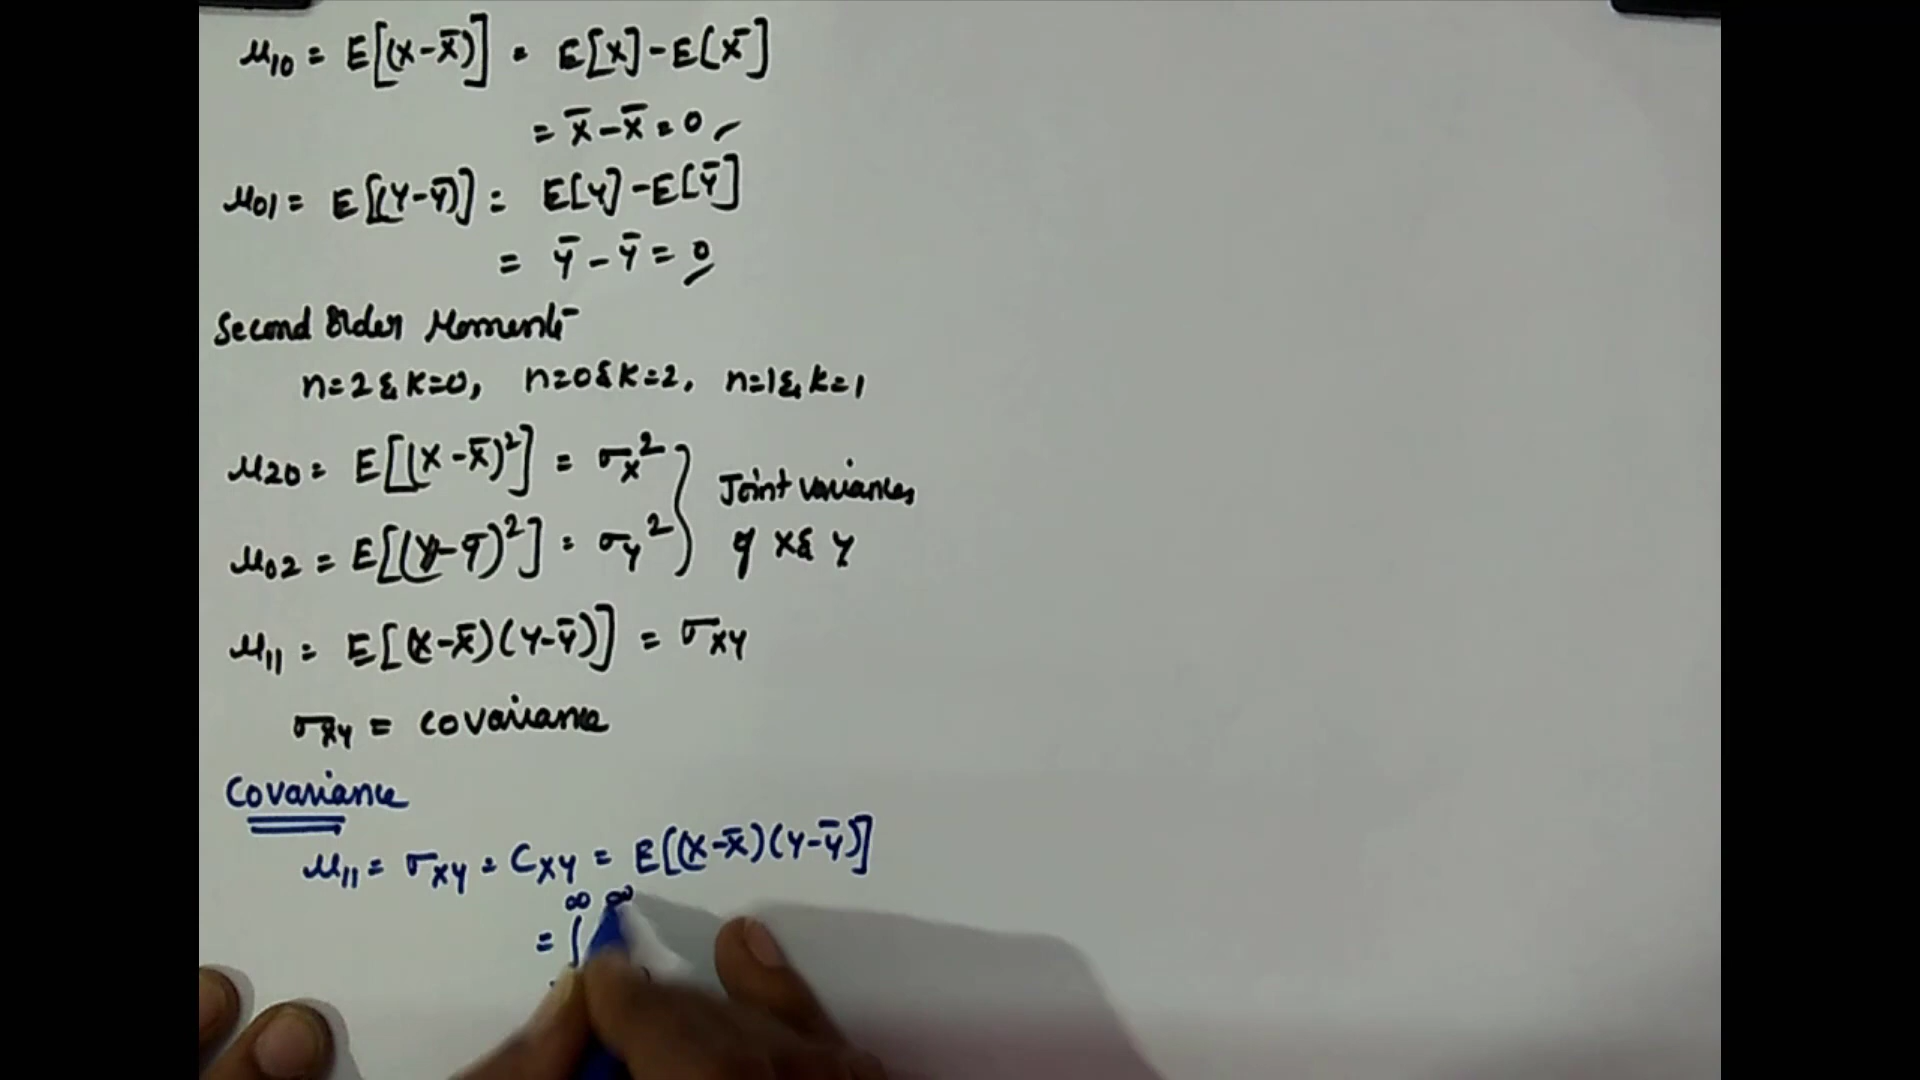 μ10 = E[(X-X̄)] = E[X]-E[X̄]
= X̄-X̄ = 0
μ01 = E[(Y-Ȳ)] = E[Y]-E[Ȳ]
= Ȳ - Ȳ = 0
Second Order Moments
n=2 & k=0, n=0 & k=2, n=1 & k=1
μ20 = E[(X-X̄)²] = σX²
μ02 = E[(Y-Ȳ)²] = σY²
} Joint variances
of X & Y
μ11 = E[(X-X̄)(Y-Ȳ)] = σXY
σXY = covariance
Covariance
μ11 = σXY = CXY = E[(X-X̄)(Y-Ȳ)]
∞ ∞
= ∫